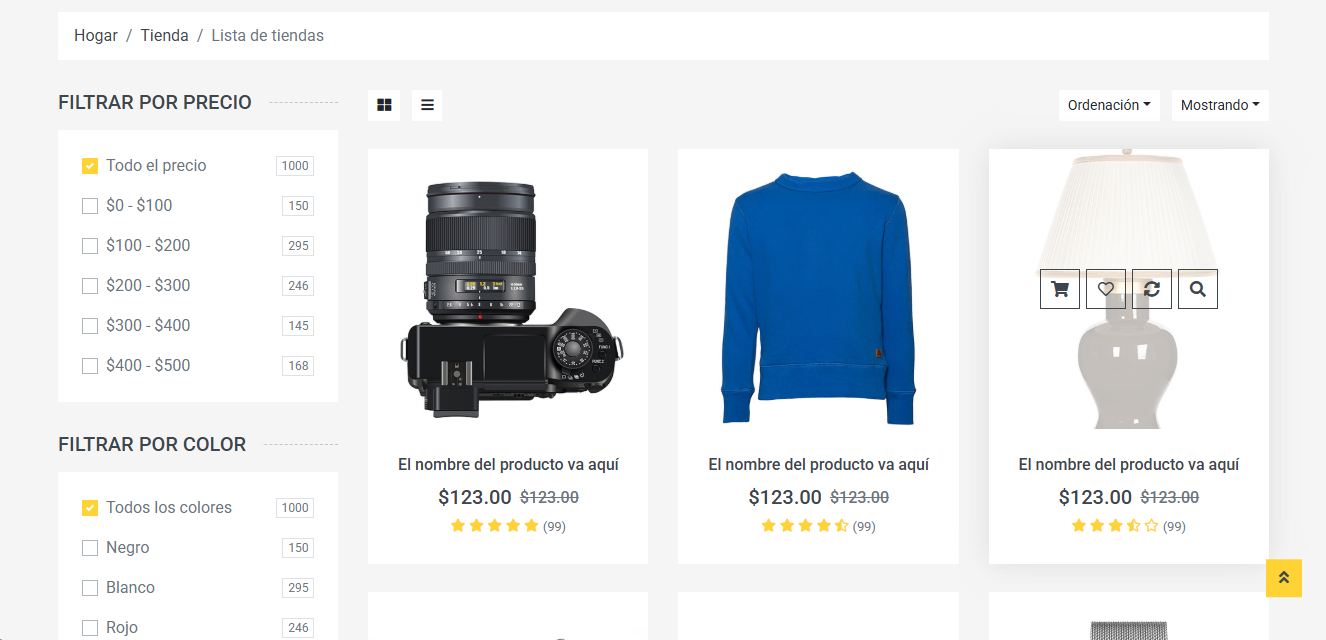 Hogar / Tienda / Lista de tiendas
FILTRAR POR PRECIO
Todo el precio 1000
$0 - $100 150
$100 - $200 295
$200 - $300 246
$300 - $400 145
$400 - $500 168
FILTRAR POR COLOR
Todos los colores 1000
Negro 150
Blanco 295
Rojo 246
Ordenación Mostrando
El nombre del producto va aquí
$123.00 $123.00
(99)
El nombre del producto va aquí
$123.00 $123.00
(99)
El nombre del producto va aquí
$123.00 $123.00
(99)